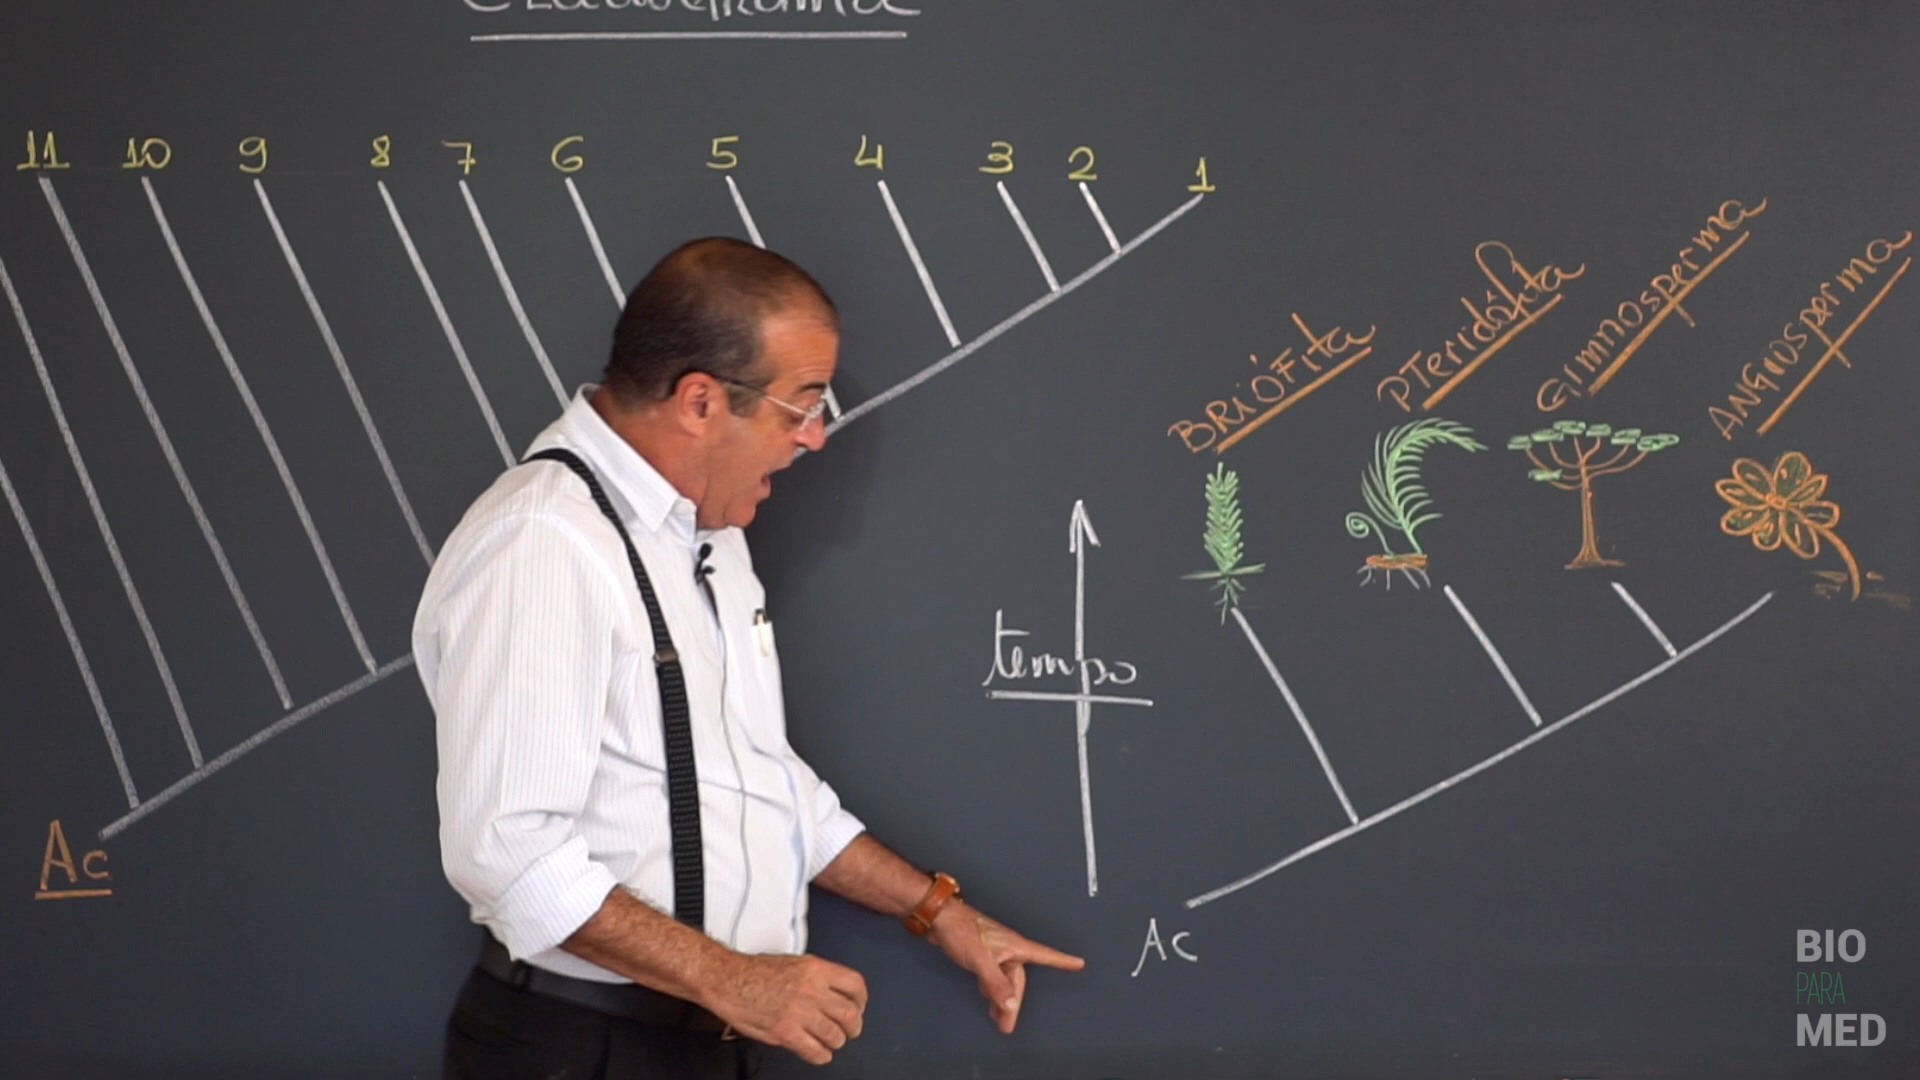 Cladograma
11 10 9 8 7 6 5 4 3 2 1
BRIÓFita
PTeridófita
GIMNOSperma
ANGIOSperma
tempo
Ac
AC
BIO
PARA
MED